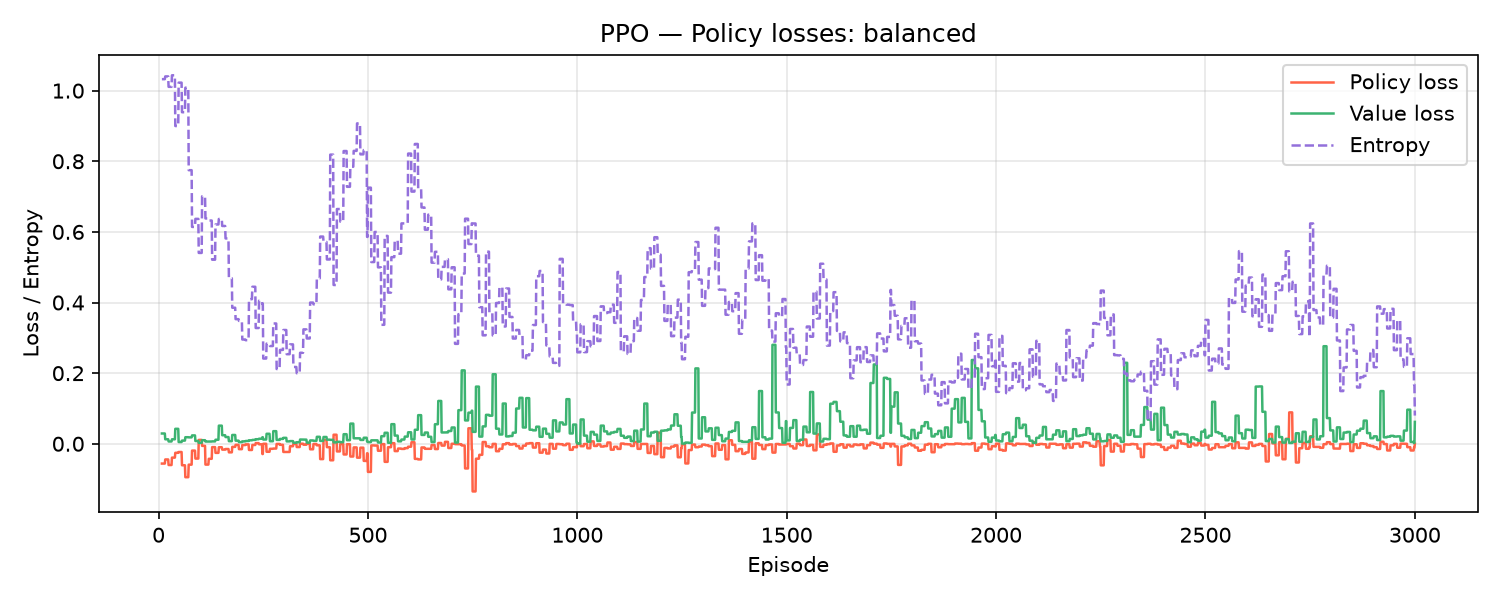 PPO — Policy losses: balanced
Policy loss
Value loss
Entropy
Loss / Entropy
1.0
0.8
0.6
0.4
0.2
0.0
0
500
1000
1500
2000
2500
3000
Episode